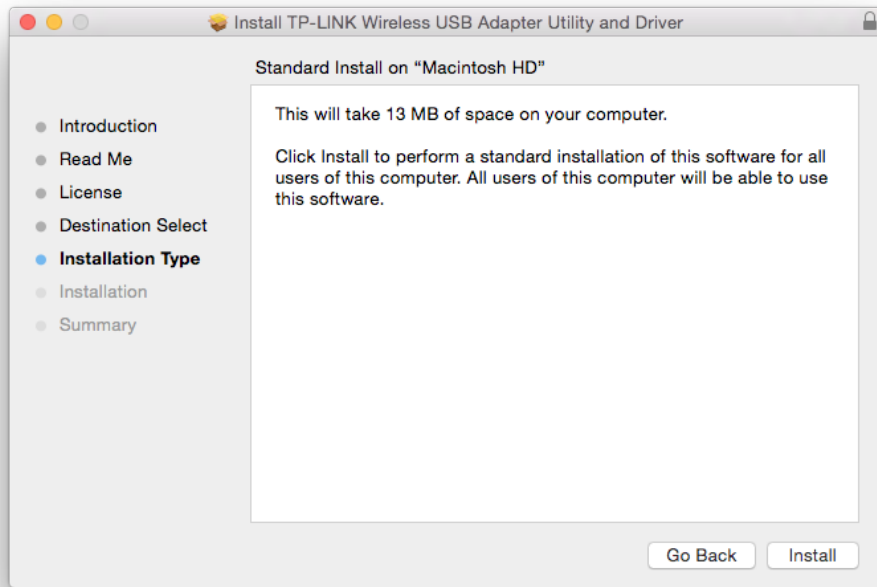 Install TP-LINK Wireless USB Adapter Utility and Driver
Standard Install on “Macintosh HD”
Introduction
Read Me
License
Destination Select
Installation Type
Installation
Summary
This will take 13 MB of space on your computer.
Click Install to perform a standard installation of this software for all
users of this computer. All users of this computer will be able to use
this software.
Go Back
Install